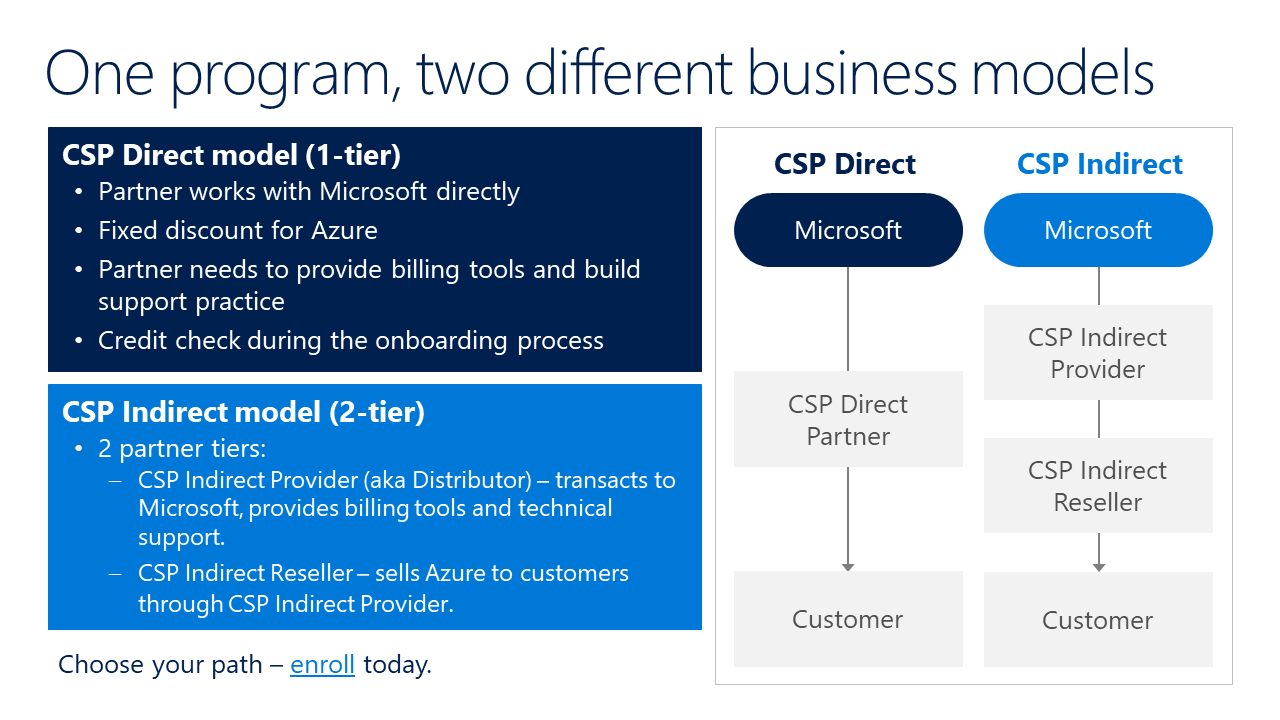 One program, two different business models
CSP Direct model (1-tier)
• Partner works with Microsoft directly
• Fixed discount for Azure
• Partner needs to provide billing tools and build
support practice
• Credit check during the onboarding process
CSP Indirect model (2-tier)
• 2 partner tiers:
– CSP Indirect Provider (aka Distributor) – transacts to
Microsoft, provides billing tools and technical
support.
– CSP Indirect Reseller – sells Azure to customers
through CSP Indirect Provider.
Choose your path – enroll today.
CSP Direct
Microsoft
CSP Direct
Partner
Customer
CSP Indirect
Microsoft
CSP Indirect
Provider
CSP Indirect
Reseller
Customer